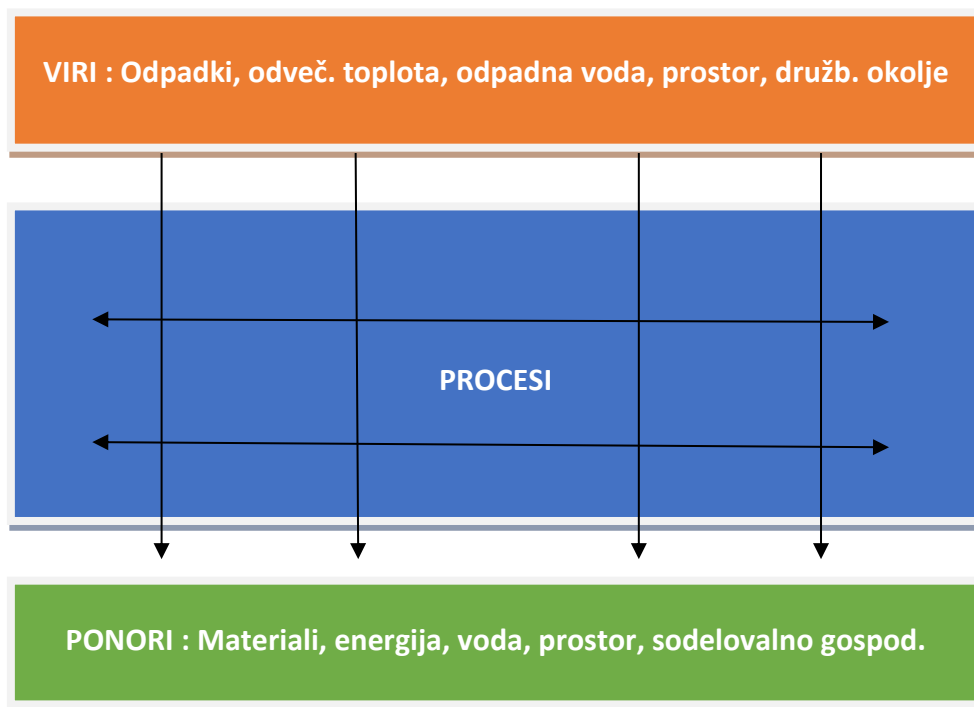 VIRI : Odpadki, odveč. toplota, odpadna voda, prostor, družb. okolje
PROCESI
PONORI : Materiali, energija, voda, prostor, sodelovalno gospod.